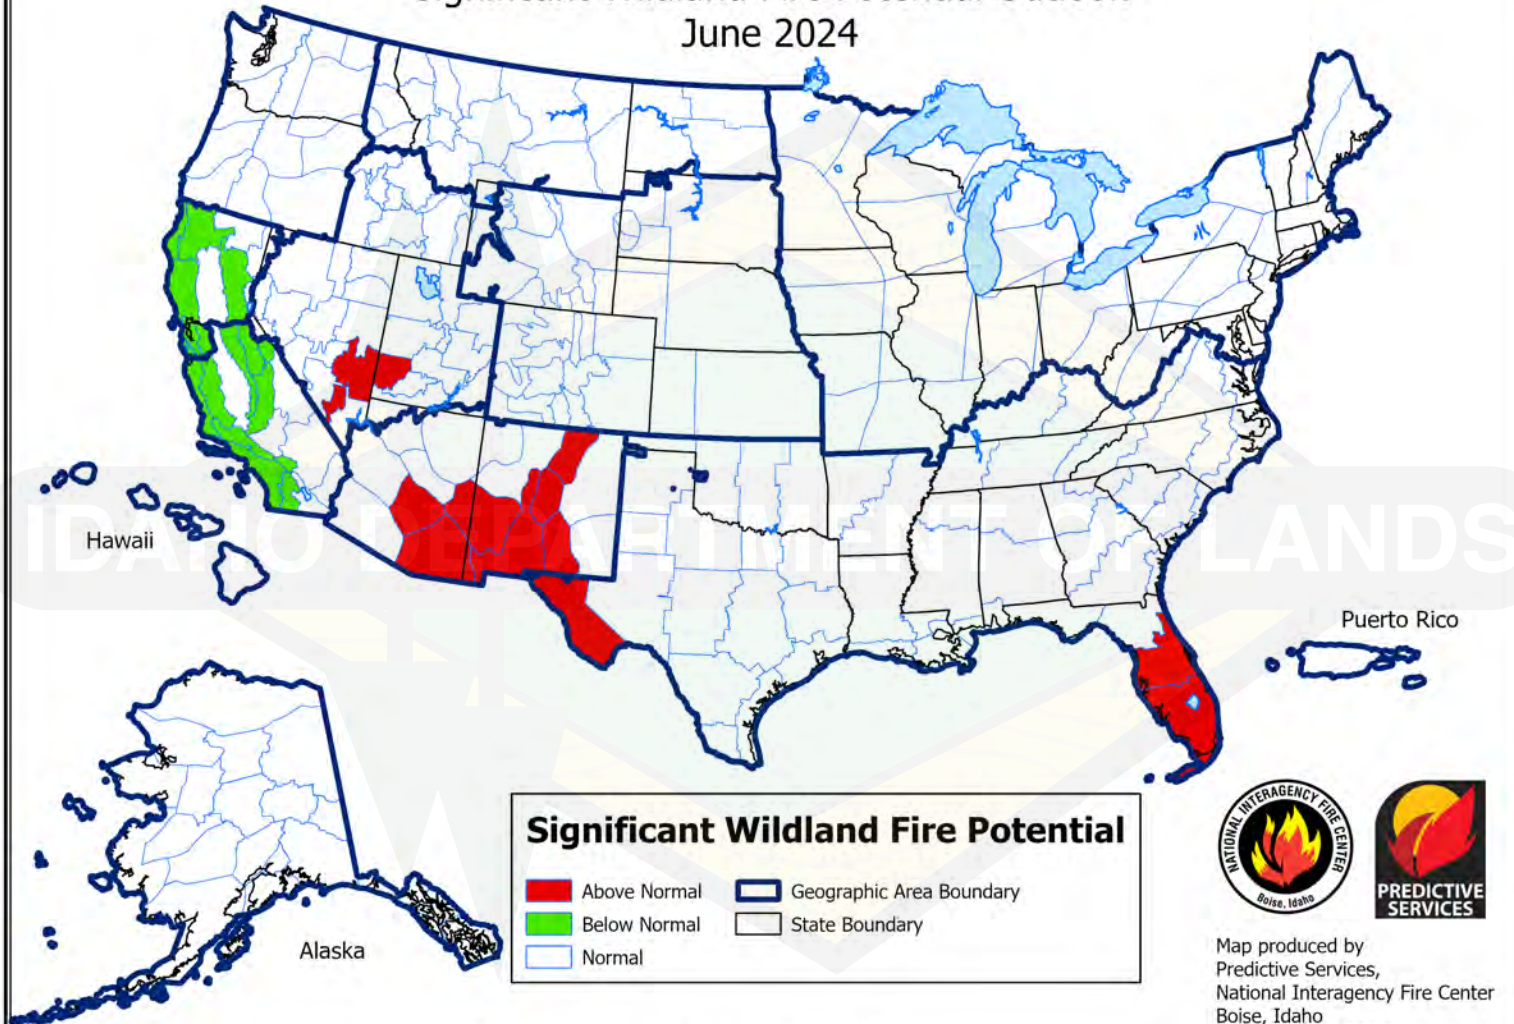 June 2024
Hawaii
IDAHO DEPARTMENT OF LANDS
Puerto Rico
Alaska
Significant Wildland Fire Potential
Above Normal
Below Normal
Normal
Geographic Area Boundary
State Boundary
NATIONAL INTERAGENCY FIRE CENTER
Boise, Idaho
PREDICTIVE
SERVICES
Map produced by
Predictive Services,
National Interagency Fire Center
Boise, Idaho